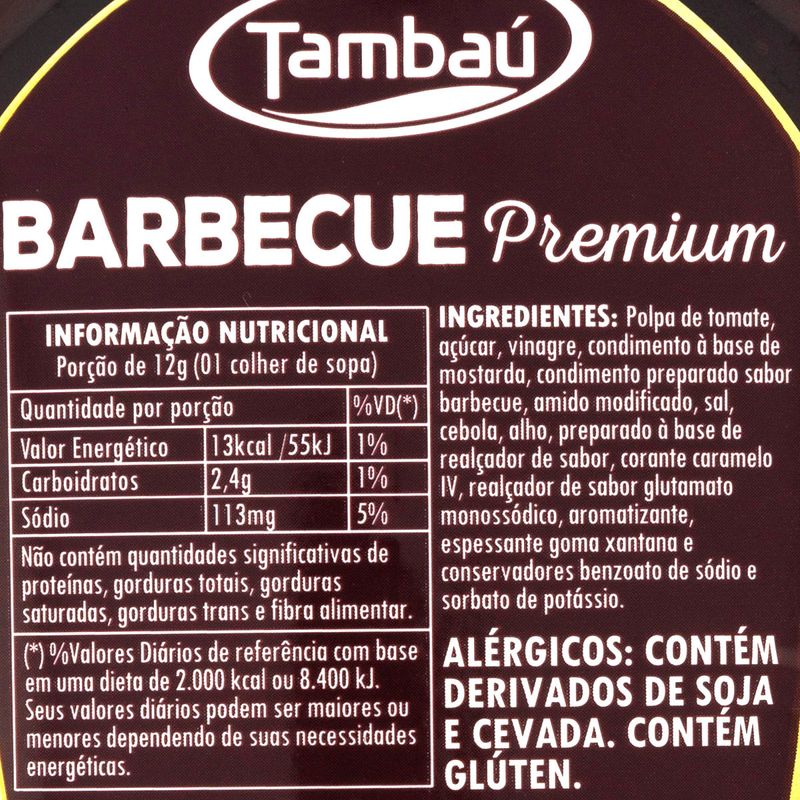 Tambaú
BARBECUE Premium
INFORMAÇÃO NUTRICIONAL
Porção de 12g (01 colher de sopa)
Quantidade por porção %VD(*)
Valor Energético 13kcal /55kJ 1%
Carboidratos 2,4g 1%
Sódio 113mg 5%
Não contém quantidades significativas de
proteínas, gorduras totais, gorduras
saturadas, gorduras trans e fibra alimentar.
(*) %Valores Diários de referência com base
em uma dieta de 2.000 kcal ou 8.400 kJ.
Seus valores diários podem ser maiores ou
menores dependendo de suas necessidades
energéticas.
INGREDIENTES: Polpa de tomate,
açúcar, vinagre, condimento à base de
mostarda, condimento preparado sabor
barbecue, amido modificado, sal,
cebola, alho, preparado à base de
realçador de sabor, corante caramelo
IV, realçador de sabor glutamato
monossódico, aromatizante,
espessante goma xantana e
conservadores benzoato de sódio e
sorbato de potássio.
ALÉRGICOS: CONTÉM
DERIVADOS DE SOJA
E CEVADA. CONTÉM
GLÚTEN.